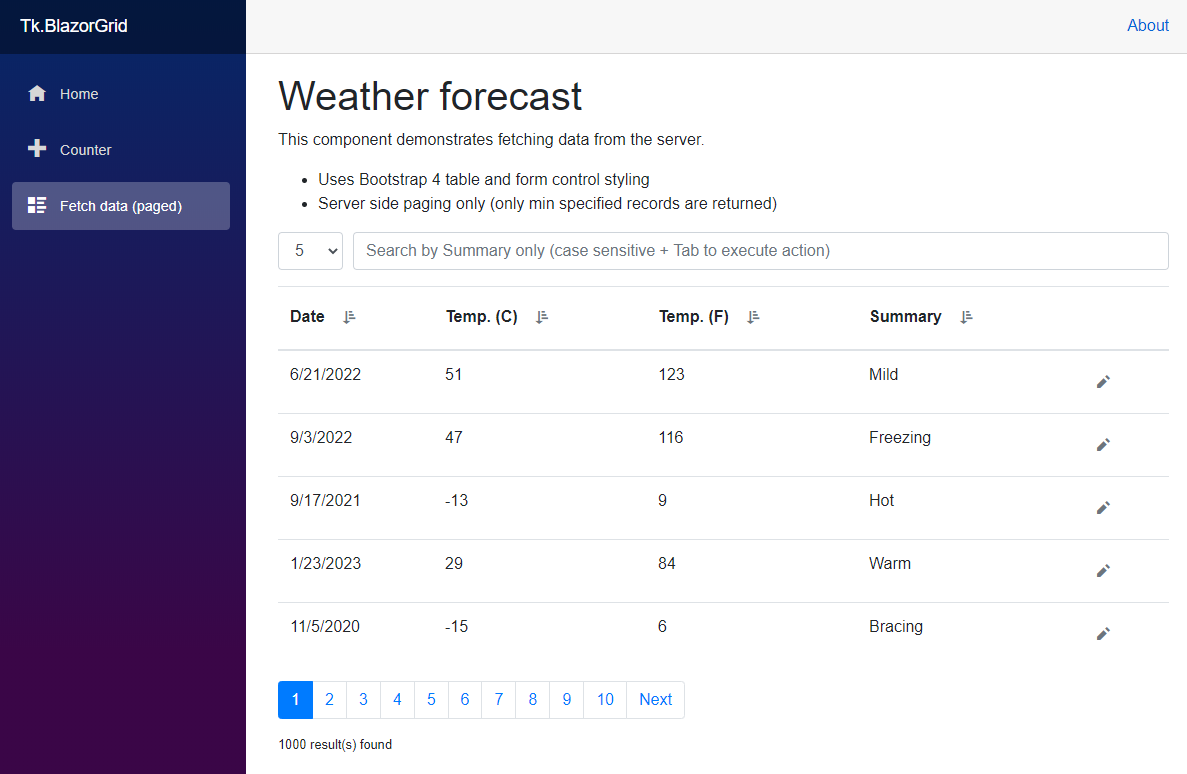 Tk.BlazorGrid
About
Home
Counter
Fetch data (paged)
Weather forecast
This component demonstrates fetching data from the server.
• Uses Bootstrap 4 table and form control styling
• Server side paging only (only min specified records are returned)
5 Search by Summary only (case sensitive + Tab to execute action)
Date Temp. (C) Temp. (F) Summary
6/21/2022 51 123 Mild
9/3/2022 47 116 Freezing
9/17/2021 -13 9 Hot
1/23/2023 29 84 Warm
11/5/2020 -15 6 Bracing
1 2 3 4 5 6 7 8 9 10 Next
1000 result(s) found